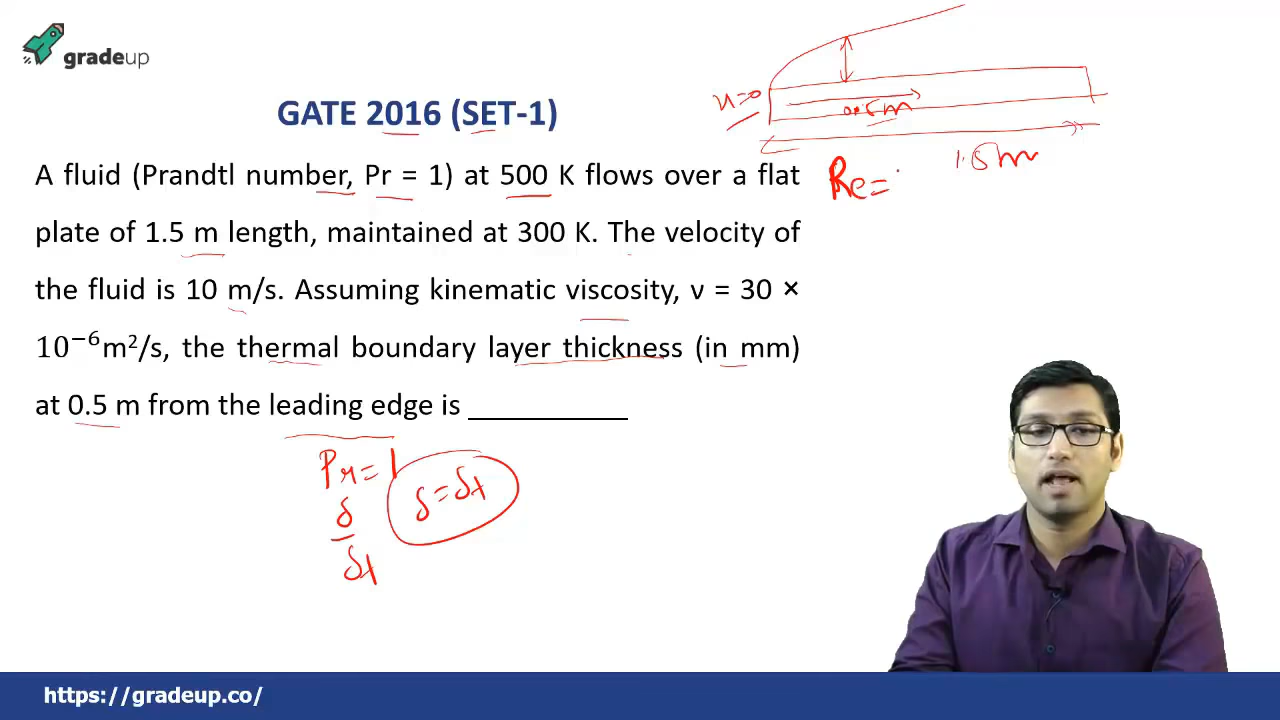 gradeup
GATE 2016 (SET-1)
u=0
0.5m
1.5m
A fluid (Prandtl number, Pr = 1) at 500 K flows over a flat
plate of 1.5 m length, maintained at 300 K. The velocity of
the fluid is 10 m/s. Assuming kinematic viscosity, ν = 30 ×
10⁻⁶m²/s, the thermal boundary layer thickness (in mm)
at 0.5 m from the leading edge is __________
Re=
Pr=1
δ
δt
δ=δt
https://gradeup.co/